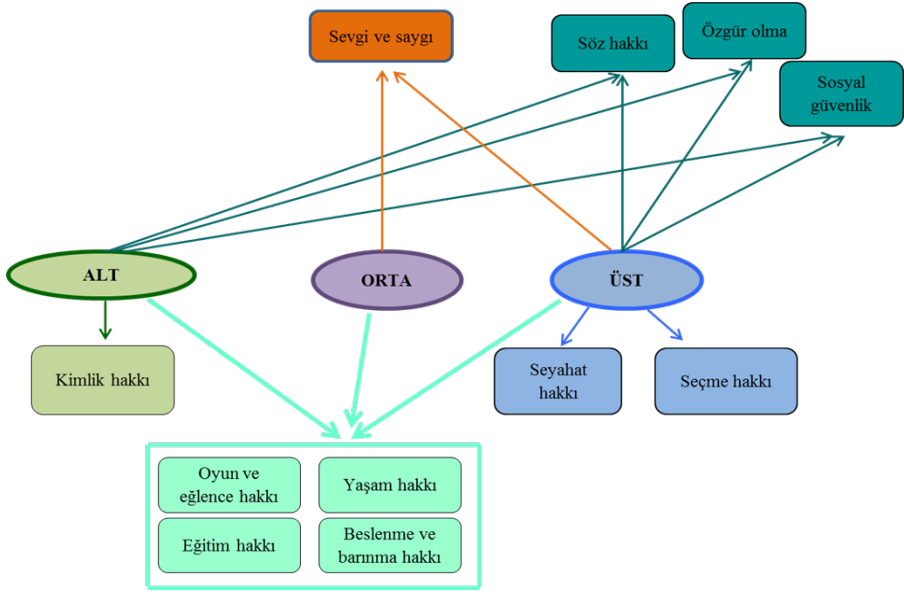 Sevgi ve saygı
Söz hakkı
Özgür olma
Sosyal
güvenlik
ALT
ORTA
ÜST
Kimlik hakkı
Seyahat
hakkı
Seçme hakkı
Oyun ve
eğlence hakkı
Yaşam hakkı
Eğitim hakkı
Beslenme ve
barınma hakkı